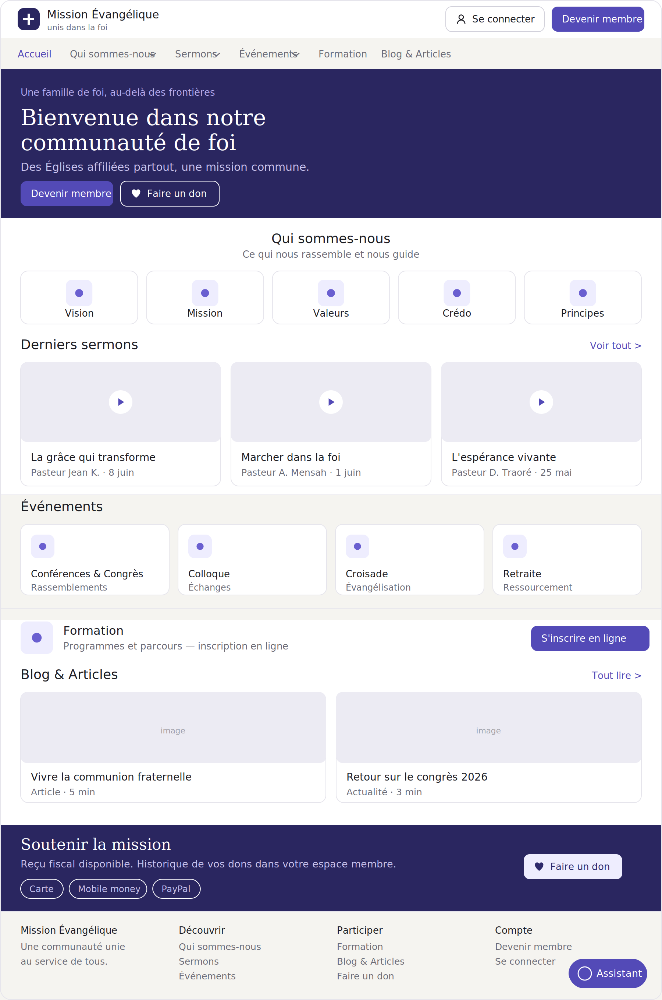 Mission Évangélique
unis dans la foi
Se connecter
Devenir membre
Accueil
Qui sommes-nous
Sermons
Événements
Formation
Blog & Articles
Une famille de foi, au-delà des frontières
Bienvenue dans notre
communauté de foi
Des Églises affiliées partout, une mission commune.
Devenir membre
Faire un don
Qui sommes-nous
Ce qui nous rassemble et nous guide
Vision
Mission
Valeurs
Crédo
Principes
Derniers sermons
Voir tout >
La grâce qui transforme
Pasteur Jean K. · 8 juin
Marcher dans la foi
Pasteur A. Mensah · 1 juin
L'espérance vivante
Pasteur D. Traoré · 25 mai
Événements
Conférences & Congrès
Rassemblements
Colloque
Échanges
Croisade
Évangélisation
Retraite
Ressourcement
Formation
Programmes et parcours — inscription en ligne
S'inscrire en ligne
Blog & Articles
Tout lire >
image
image
Vivre la communion fraternelle
Article · 5 min
Retour sur le congrès 2026
Actualité · 3 min
Soutenir la mission
Reçu fiscal disponible. Historique de vos dons dans votre espace membre.
Carte
Mobile money
PayPal
Faire un don
Mission Évangélique
Une communauté unie
au service de tous.
Découvrir
Qui sommes-nous
Sermons
Événements
Participer
Formation
Blog & Articles
Faire un don
Compte
Devenir membre
Se connecter
Assistant